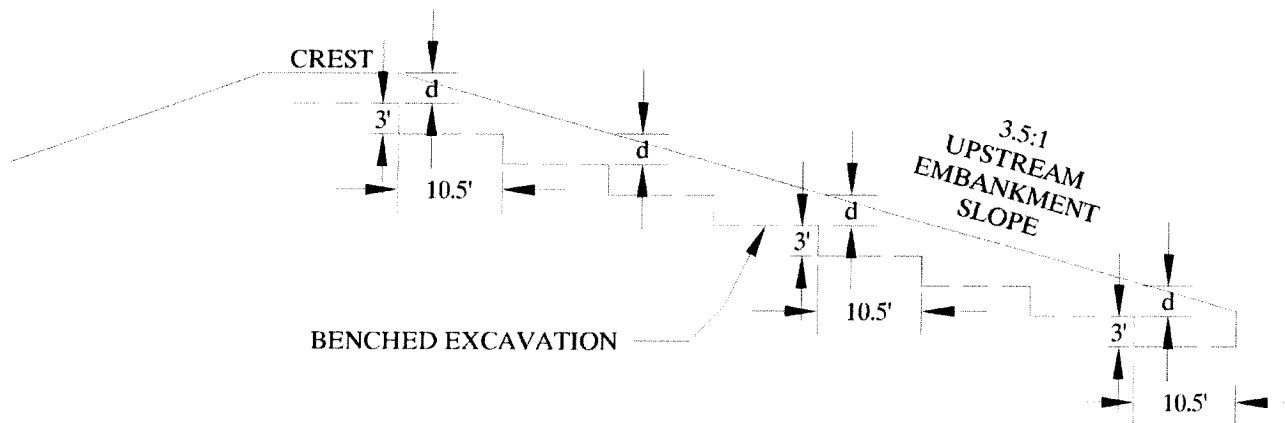 CREST
d
3'
10.5'
d
3.5:1
UPSTREAM
EMBANKMENT
SLOPE
d
3'
10.5'
BENCHED EXCAVATION
d
3'
10.5'